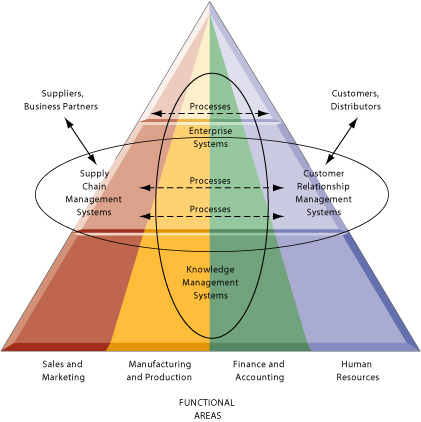 Suppliers,
Business Partners
Customers,
Distributors
Processes
Enterprise
Systems
Supply
Chain
Management
Systems
Processes
Processes
Customer
Relationship
Management
Systems
Knowledge
Management
Systems
Sales and
Marketing
Manufacturing
and Production
Finance and
Accounting
Human
Resources
FUNCTIONAL
AREAS